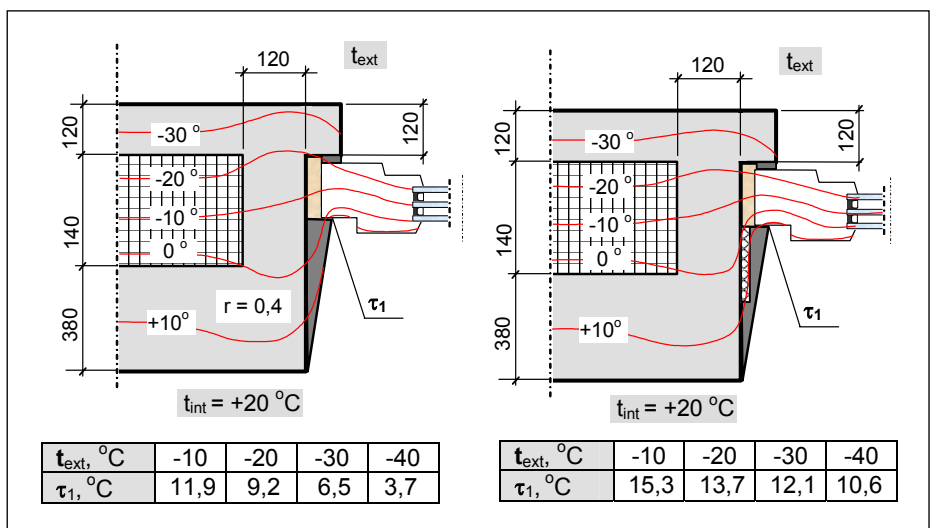 120
t_ext
120
120
-30 °
-20 °
-10 °
0 °
140
r = 0,4
+10°
380
τ₁
t_int = +20 °C
t_ext, °C -10 -20 -30 -40
τ₁, °C 11,9 9,2 6,5 3,7
120
t_ext
120
120
-30 °
-20 °
-10 °
0 °
140
+10°
380
τ₁
t_int = +20 °C
t_ext, °C -10 -20 -30 -40
τ₁, °C 15,3 13,7 12,1 10,6